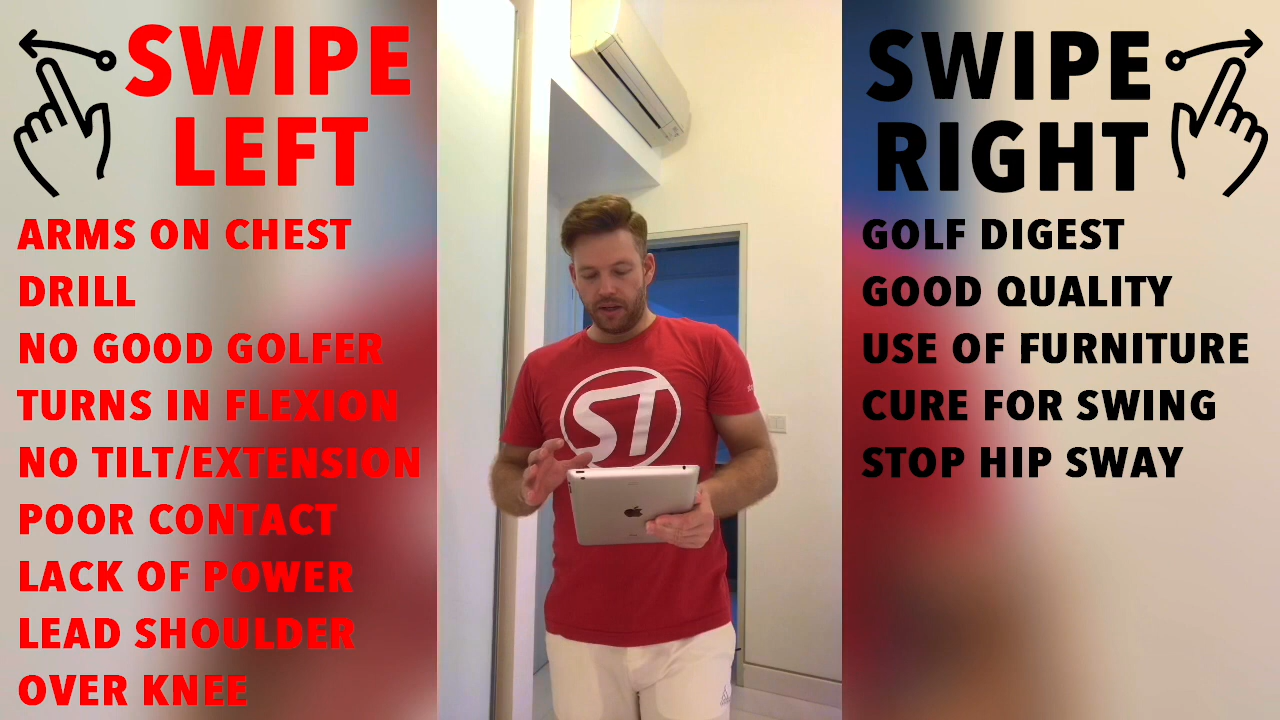 SWIPE
LEFT
ARMS ON CHEST
DRILL
NO GOOD GOLFER
TURNS IN FLEXION
NO TILT/EXTENSION
POOR CONTACT
LACK OF POWER
LEAD SHOULDER
OVER KNEE
ST
SWIPE
RIGHT
GOLF DIGEST
GOOD QUALITY
USE OF FURNITURE
CURE FOR SWING
STOP HIP SWAY